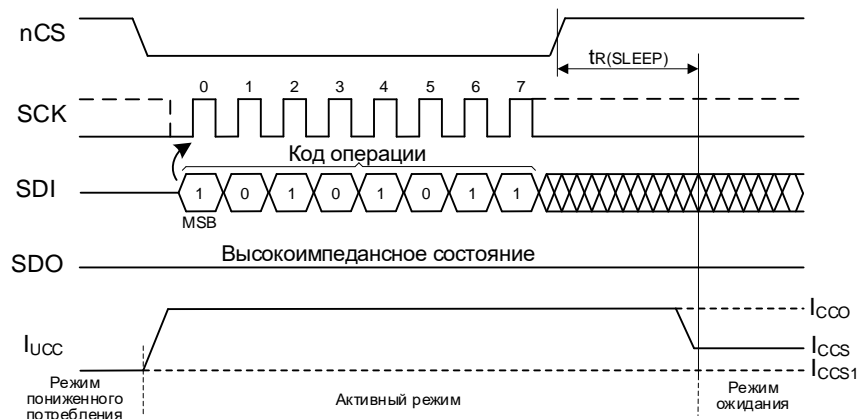 nCS
tR(SLEEP)
0 1 2 3 4 5 6 7
SCK
Код операции
SDI
1 0 1 0 1 0 1 1
MSB
Высокоимпедансное состояние
SDO
ICCO
IUCC
ICCS
ICCS1
Режим
пониженного
потребления
Активный режим
Режим
ожидания